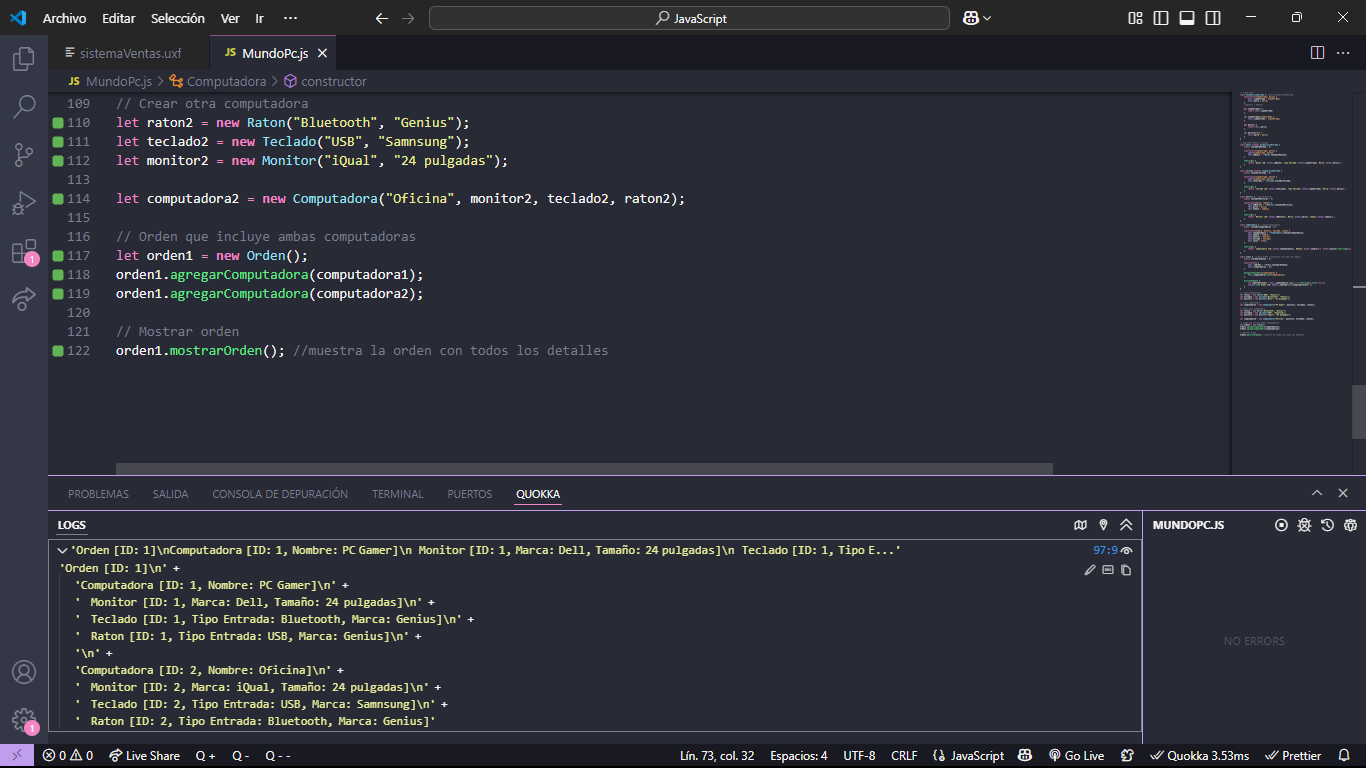 Archivo Editar Selección Ver Ir ··· JavaScript
sistemaVentas.uxf JS MundoPc.js
JS MundoPc.js > Computadora > constructor
109 // Crear otra computadora
110 let raton2 = new Raton("Bluetooth", "Genius");
111 let teclado2 = new Teclado("USB", "Samnsung");
112 let monitor2 = new Monitor("iQual", "24 pulgadas");
113
114 let computadora2 = new Computadora("Oficina", monitor2, teclado2, raton2);
115
116 // Orden que incluye ambas computadoras
117 let orden1 = new Orden();
118 orden1.agregarComputadora(computadora1);
119 orden1.agregarComputadora(computadora2);
120
121 // Mostrar orden
122 orden1.mostrarOrden(); //muestra la orden con todos los detalles
PROBLEMAS SALIDA CONSOLA DE DEPURACIÓN TERMINAL PUERTOS QUOKKA
LOGS MUNDOPC.JS
'Orden [ID: 1]\nComputadora [ID: 1, Nombre: PC Gamer]\n Monitor [ID: 1, Marca: Dell, Tamaño: 24 pulgadas]\n Teclado [ID: 1, Tipo E...' 97:9
'Orden [ID: 1]\n' +
'Computadora [ID: 1, Nombre: PC Gamer]\n' +
' Monitor [ID: 1, Marca: Dell, Tamaño: 24 pulgadas]\n' +
' Teclado [ID: 1, Tipo Entrada: Bluetooth, Marca: Genius]\n' +
' Raton [ID: 1, Tipo Entrada: USB, Marca: Genius]\n' +
'\n' +
'Computadora [ID: 2, Nombre: Oficina]\n' +
' Monitor [ID: 2, Marca: iQual, Tamaño: 24 pulgadas]\n' +
' Teclado [ID: 2, Tipo Entrada: USB, Marca: Samnsung]\n' +
' Raton [ID: 2, Tipo Entrada: Bluetooth, Marca: Genius]'
NO ERRORS
1
1
0 0 Live Share Q + Q - Q - - Lín. 73, col. 32 Espacios: 4 UTF-8 CRLF {} JavaScript Go Live Quokka 3.53ms Prettier